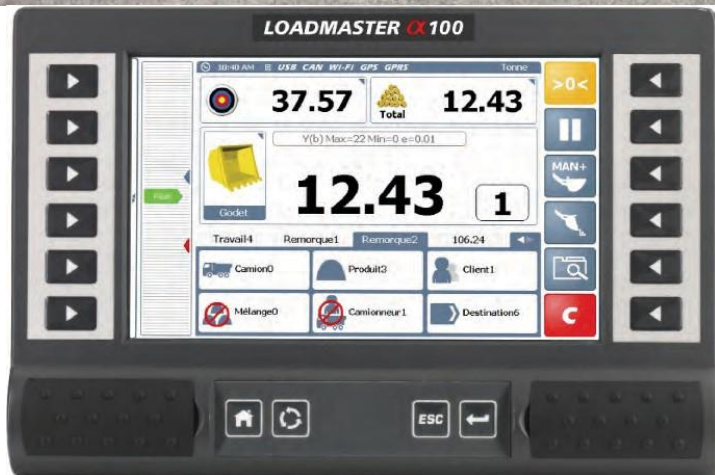 LOADMASTER α100
10:40 AM USB CAN WI-FI GPS GPRS Tonne
37.57
Total
12.43
>0<
Y(b) Max=22 Min=0 e=0.01
Godet
12.43
1
MAN+
Travail4 Remorque1 Remorque2 106.24
Camion0 Produit3 Client1
Mélange0 Camionneur1 Destination6
C
ESC